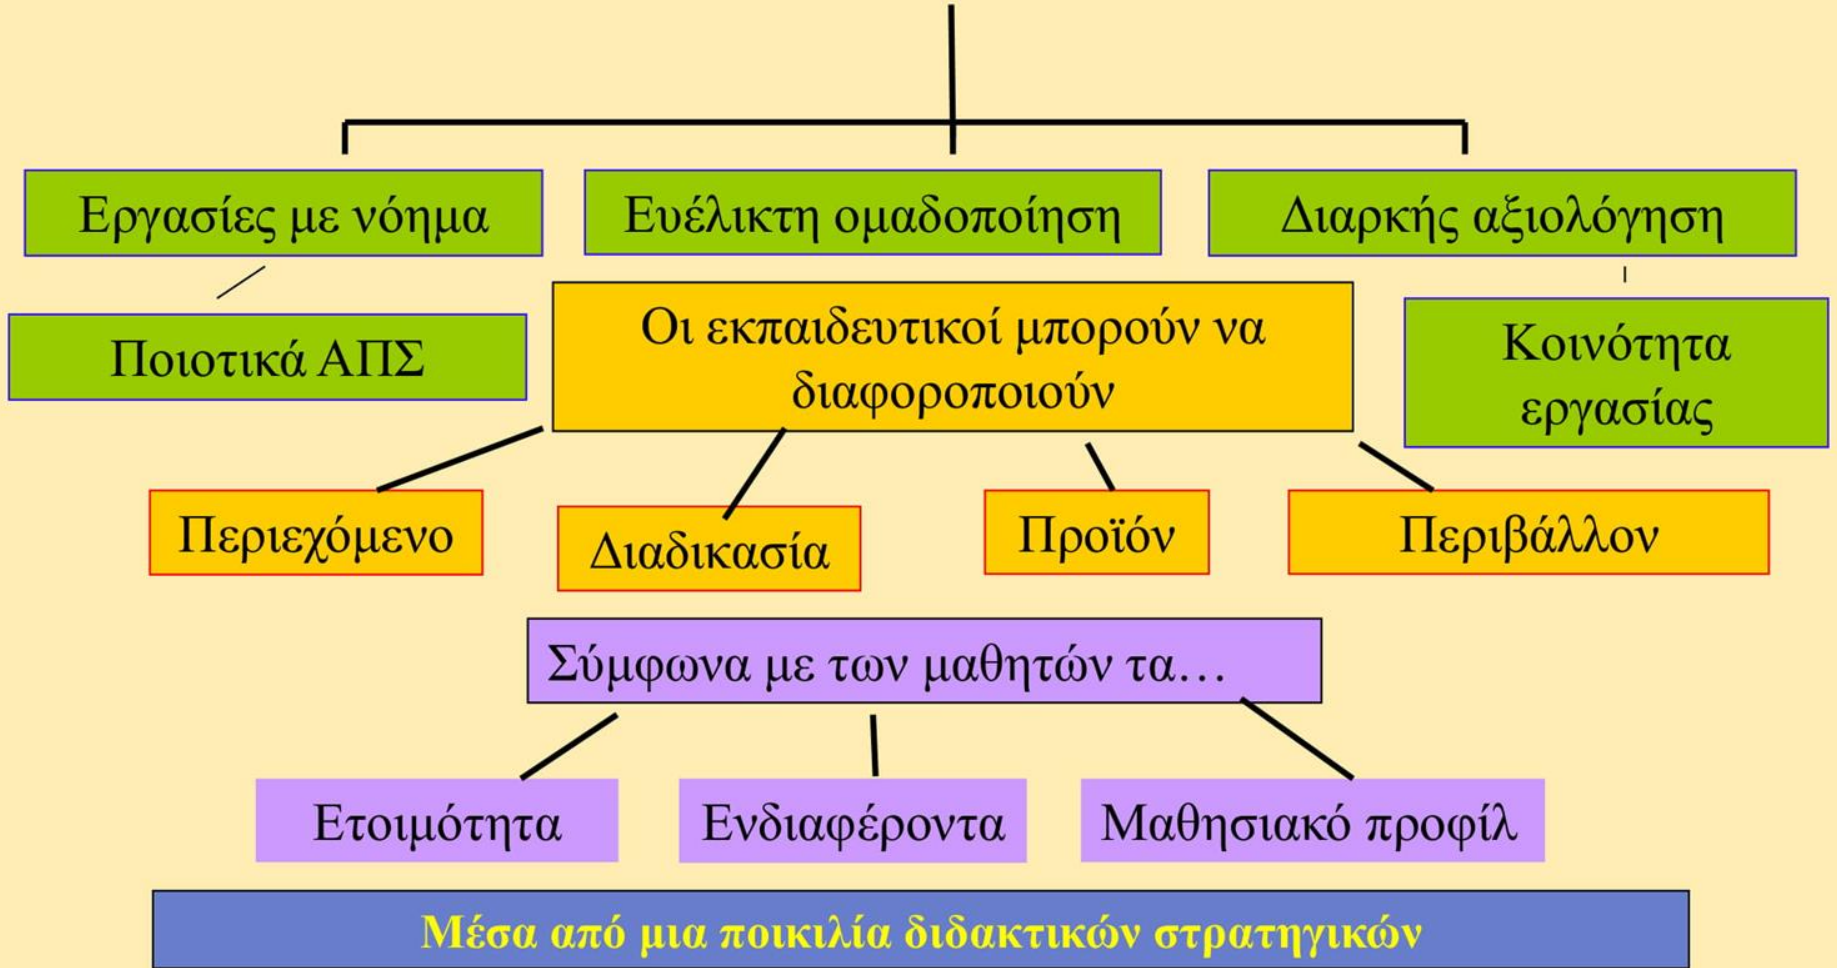 Εργασίες με νόημα
Ευέλικτη ομαδοποίηση
Διαρκής αξιολόγηση
Ποιοτικά ΑΠΣ
Οι εκπαιδευτικοί μπορούν να
διαφοροποιούν
Κοινότητα
εργασίας
Περιεχόμενο
Διαδικασία
Προϊόν
Περιβάλλον
Σύμφωνα με των μαθητών τα…
Ετοιμότητα
Ενδιαφέροντα
Μαθησιακό προφίλ
Μέσα από μια ποικιλία διδακτικών στρατηγικών